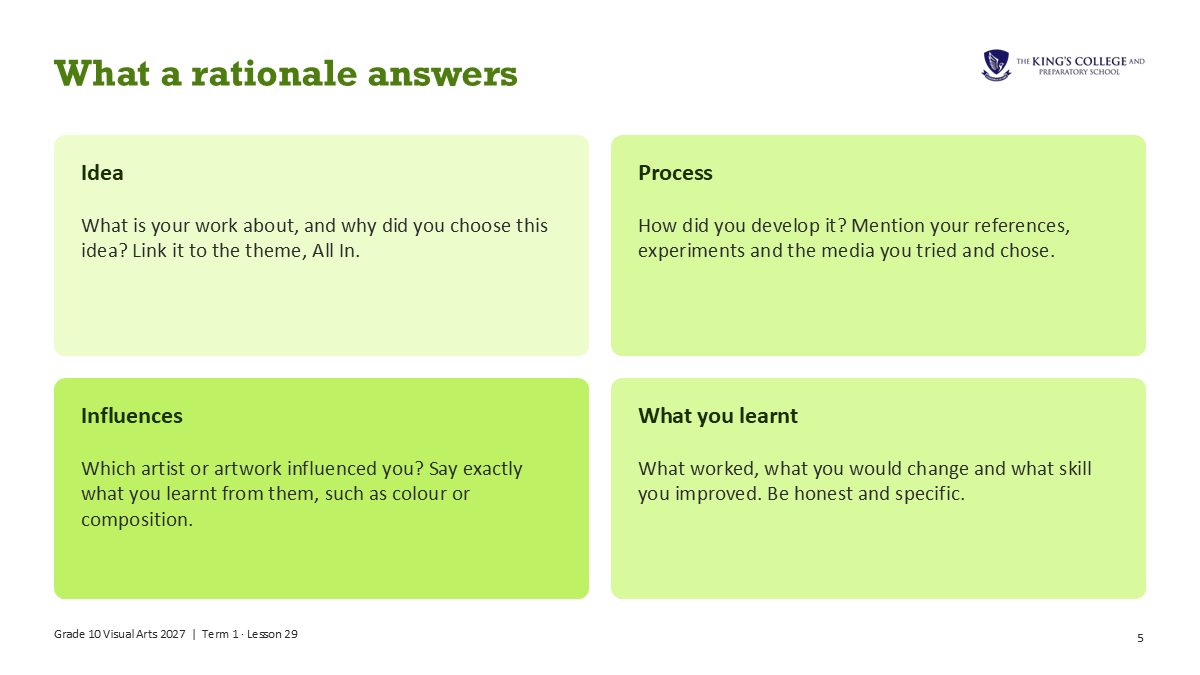 What a rationale answers
THE KING'S COLLEGE AND
PREPARATORY SCHOOL
Idea
What is your work about, and why did you choose this
idea? Link it to the theme, All In.
Process
How did you develop it? Mention your references,
experiments and the media you tried and chose.
Influences
Which artist or artwork influenced you? Say exactly
what you learnt from them, such as colour or
composition.
What you learnt
What worked, what you would change and what skill
you improved. Be honest and specific.
Grade 10 Visual Arts 2027 | Term 1 · Lesson 29
5